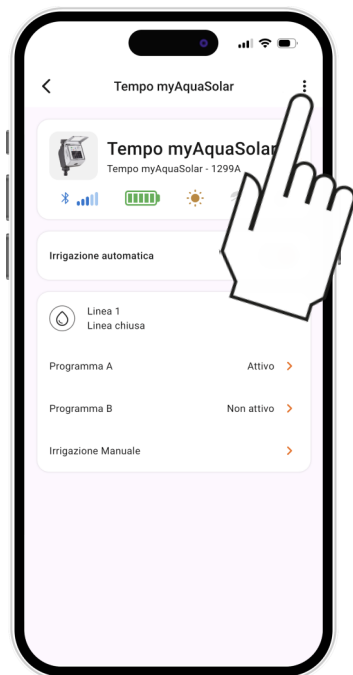 Tempo myAquaSolar
Tempo myAquaSolar
Tempo myAquaSolar - 1299A
Irrigazione automatica
Linea 1
Linea chiusa
Programma A Attivo
Programma B Non attivo
Irrigazione Manuale